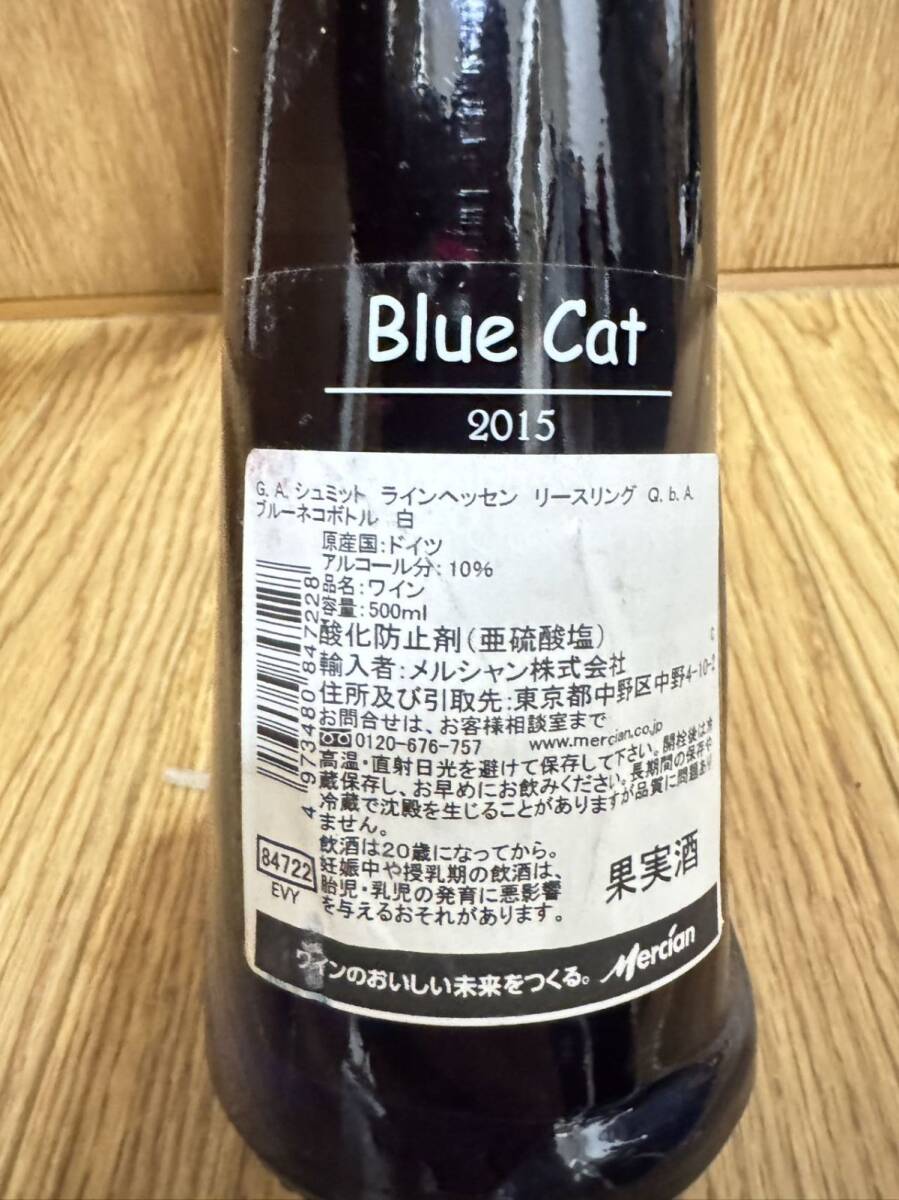 Blue Cat
2015
G. A. シュミット ラインヘッセン リースリング Q. b. A.
ブルーネコボトル 白
原産国:ドイツ
アルコール分:10%
品名:ワイン
容量:500ml
酸化防止剤(亜硫酸塩)
C
輸入者:メルシャン株式会社
住所及び引取先:東京都中野区中野4-10-2
お問合せは、お客様相談室まで
0120-676-757 www.mercian.co.jp
高温・直射日光を避けて保存して下さい。開栓後は冷
蔵保存し、お早めにお飲みください。長期間の保存や
冷蔵で沈殿を生じることがありますが品質に問題あり
ません。
飲酒は20歳になってから。
妊娠中や授乳期の飲酒は、
胎児・乳児の発育に悪影響
を与えるおそれがあります。
果実酒
4 973480 847228
84722
EVY
ワインのおいしい未来をつくる。 Mercian